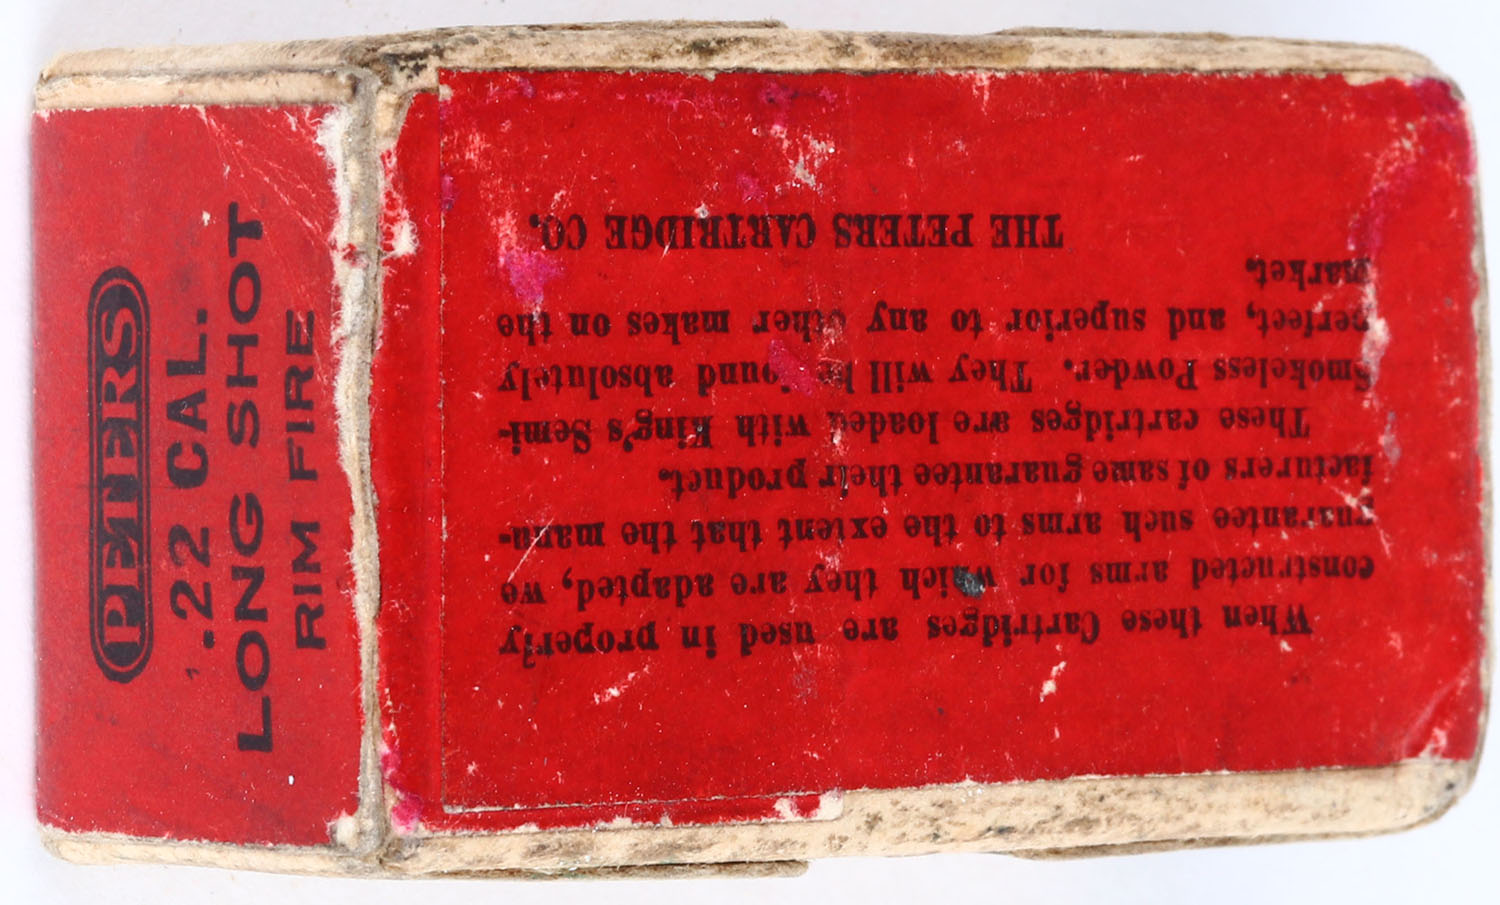 PETERS
.22 CAL.
LONG SHOT
RIM FIRE
When these Cartridges are used in properly
constructed arms for which they are adapted, we
guarantee such arms to the extent that the manu-
facturers of same guarantee their product.
These cartridges are loaded with King's Semi-
Smokeless Powder. They will be found absolutely
perfect, and superior to any other makes on the
market.
THE PETERS CARTRIDGE CO.